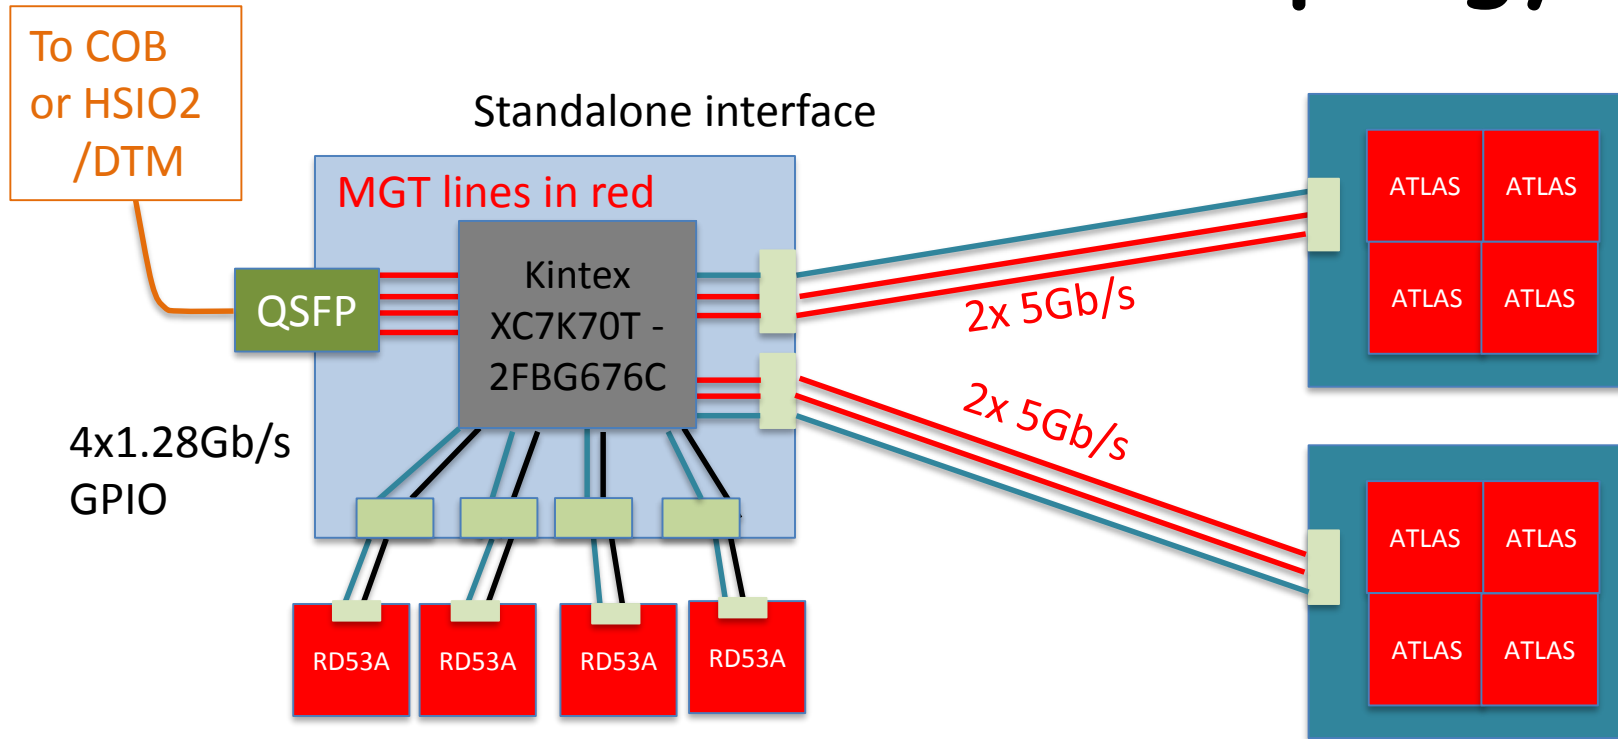 To COB
or HSIO2
/DTM
Standalone interface
MGT lines in red
QSFP
Kintex
XC7K70T -
2FBG676C
2x 5Gb/s
2x 5Gb/s
4x1.28Gb/s
GPIO
ATLAS ATLAS
ATLAS ATLAS
ATLAS ATLAS
ATLAS ATLAS
RD53A RD53A RD53A RD53A